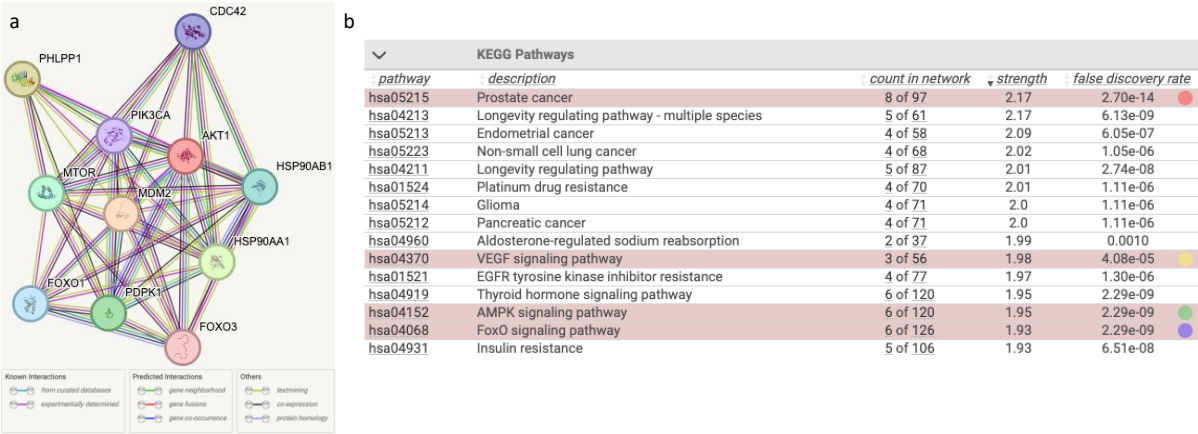 a
CDC42
PHLPP1
PIK3CA
AKT1
HSP90AB1
MTOR
MDM2
HSP90AA1
FOXO1
PDPK1
FOXO3
Known Interactions
from curated databases
experimentally determined
Predicted Interactions
gene neighborhood
gene fusions
gene co-occurrence
Others
textmining
co-expression
protein homology
b
KEGG Pathways
pathway description count in network strength false discovery rate
hsa05215 Prostate cancer 8 of 97 2.17 2.70e-14
hsa04213 Longevity regulating pathway - multiple species 5 of 61 2.17 6.13e-09
hsa05213 Endometrial cancer 4 of 58 2.09 6.05e-07
hsa05223 Non-small cell lung cancer 4 of 68 2.02 1.05e-06
hsa04211 Longevity regulating pathway 5 of 87 2.01 2.74e-08
hsa01524 Platinum drug resistance 4 of 70 2.01 1.11e-06
hsa05214 Glioma 4 of 71 2.0 1.11e-06
hsa05212 Pancreatic cancer 4 of 71 2.0 1.11e-06
hsa04960 Aldosterone-regulated sodium reabsorption 2 of 37 1.99 0.0010
hsa04370 VEGF signaling pathway 3 of 56 1.98 4.08e-05
hsa01521 EGFR tyrosine kinase inhibitor resistance 4 of 77 1.97 1.30e-06
hsa04919 Thyroid hormone signaling pathway 6 of 120 1.95 2.29e-09
hsa04152 AMPK signaling pathway 6 of 120 1.95 2.29e-09
hsa04068 FoxO signaling pathway 6 of 126 1.93 2.29e-09
hsa04931 Insulin resistance 5 of 106 1.93 6.51e-08